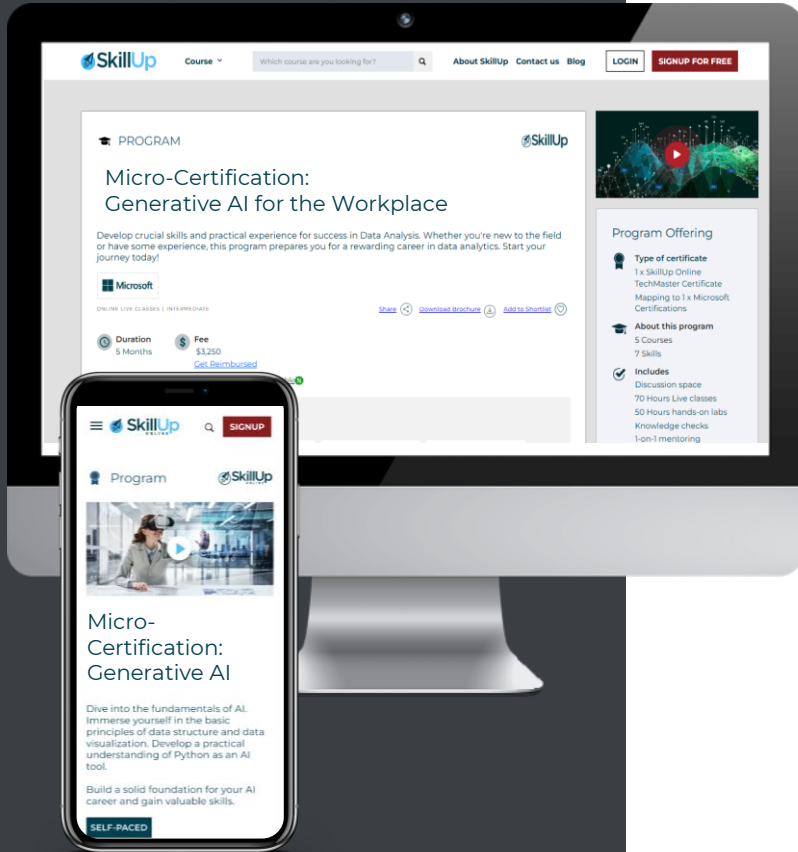 SkillUp
Course
Which course are you looking for?
About SkillUp Contact us Blog
LOGIN
SIGNUP FOR FREE
PROGRAM
SkillUp
Micro-Certification:
Generative AI for the Workplace
Develop crucial skills and practical experience for success in Data Analysis. Whether you're new to the field
or have some experience, this program prepares you for a rewarding career in data analytics. Start your
journey today!
Microsoft
ONLINE LIVE CLASSES | INTERMEDIATE
Share
Download Brochure
Add to Shortlist
Duration
5 Months
Fee
$3,250
Get Reimbursed
Program Offering
Type of certificate
1 x SkillUp Online
TechMaster Certificate
Mapping to 1 x Microsoft
Certifications
About this program
5 Courses
7 Skills
Includes
Discussion space
70 Hours Live classes
50 Hours hands-on labs
Knowledge checks
1-on-1 mentoring
SkillUp
ONLINE
SIGNUP
Program
SkillUp
ONLINE
Micro-
Certification:
Generative AI
Dive into the fundamentals of AI.
Immerse yourself in the basic
principles of data structure and data
visualization. Develop a practical
understanding of Python as an AI
tool.
Build a solid foundation for your AI
career and gain valuable skills.
SELF-PACED